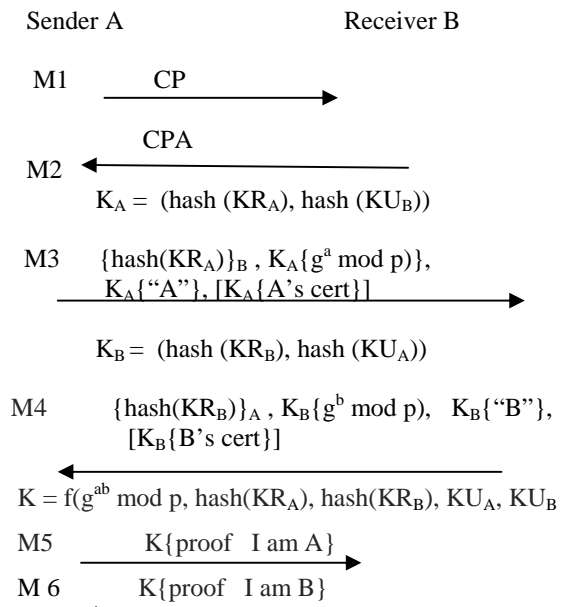 Sender A Receiver B
M1 CP
CPA
M2
K_A = (hash (KR_A), hash (KU_B))
M3 {hash(KR_A)}_B , K_A{g^a mod p)},
K_A{“A”}, [K_A{A’s cert}]
K_B = (hash (KR_B), hash (KU_A))
M4 {hash(KR_B)}_A , K_B{g^b mod p), K_B{“B”},
[K_B{B’s cert}]
K = f(g^ab mod p, hash(KR_A), hash(KR_B), KU_A, KU_B
M5 K{proof I am A}
M 6 K{proof I am B}